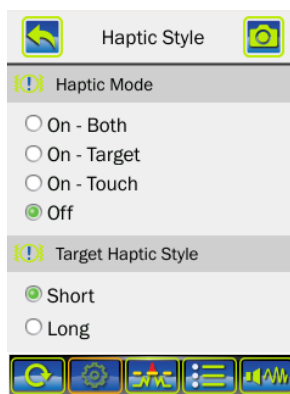 Haptic Style
Haptic Mode
On - Both
On - Target
On - Touch
Off
Target Haptic Style
Short
Long